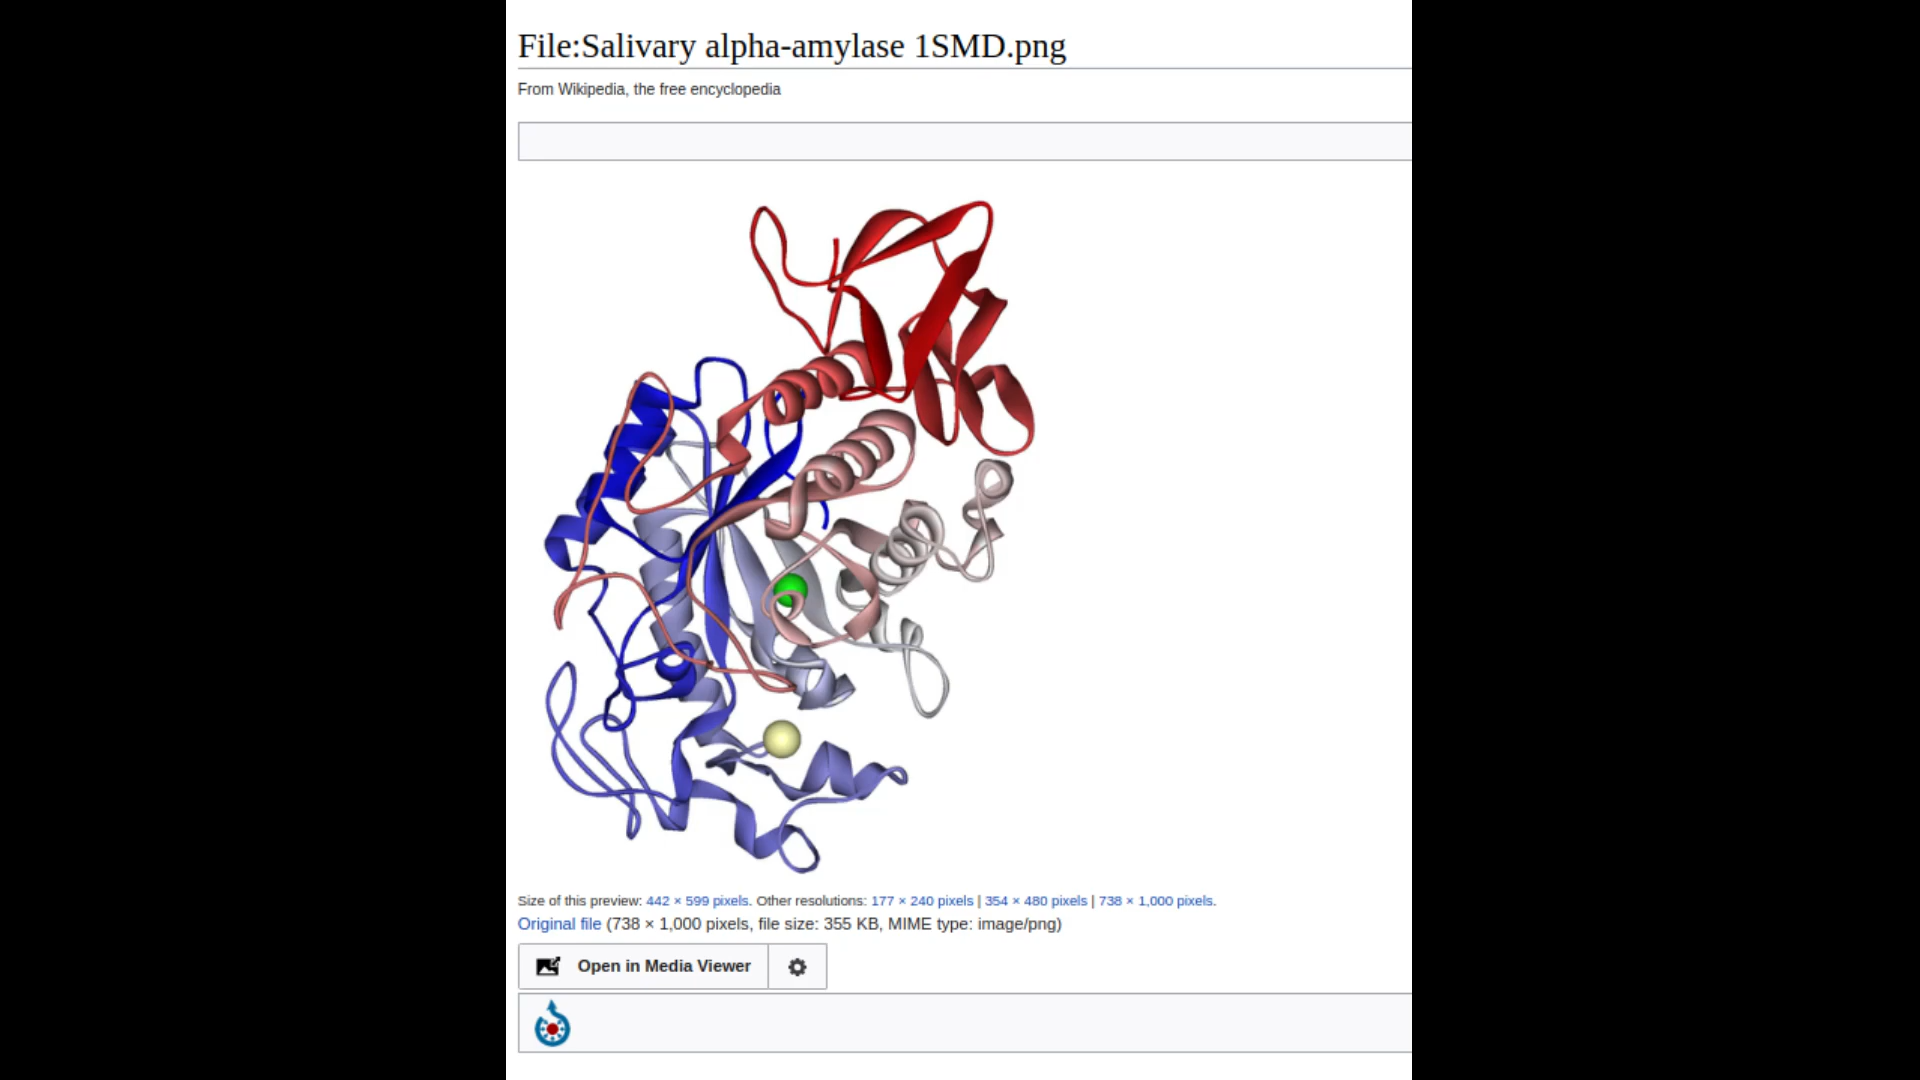 File:Salivary alpha-amylase 1SMD.png
From Wikipedia, the free encyclopedia
Size of this preview: 442 × 599 pixels. Other resolutions: 177 × 240 pixels | 354 × 480 pixels | 738 × 1,000 pixels.
Original file (738 × 1,000 pixels, file size: 355 KB, MIME type: image/png)
Open in Media Viewer